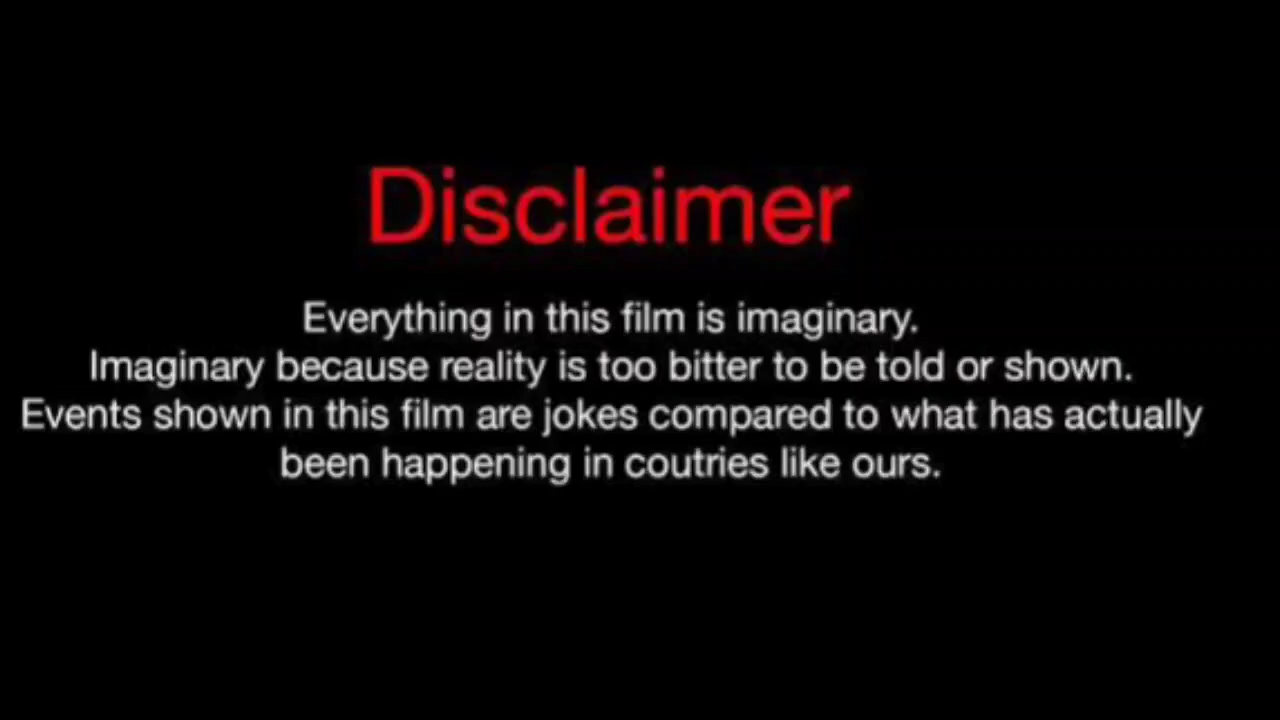 Disclaimer
Everything in this film is imaginary.
Imaginary because reality is too bitter to be told or shown.
Events shown in this film are jokes compared to what has actually
been happening in coutries like ours.